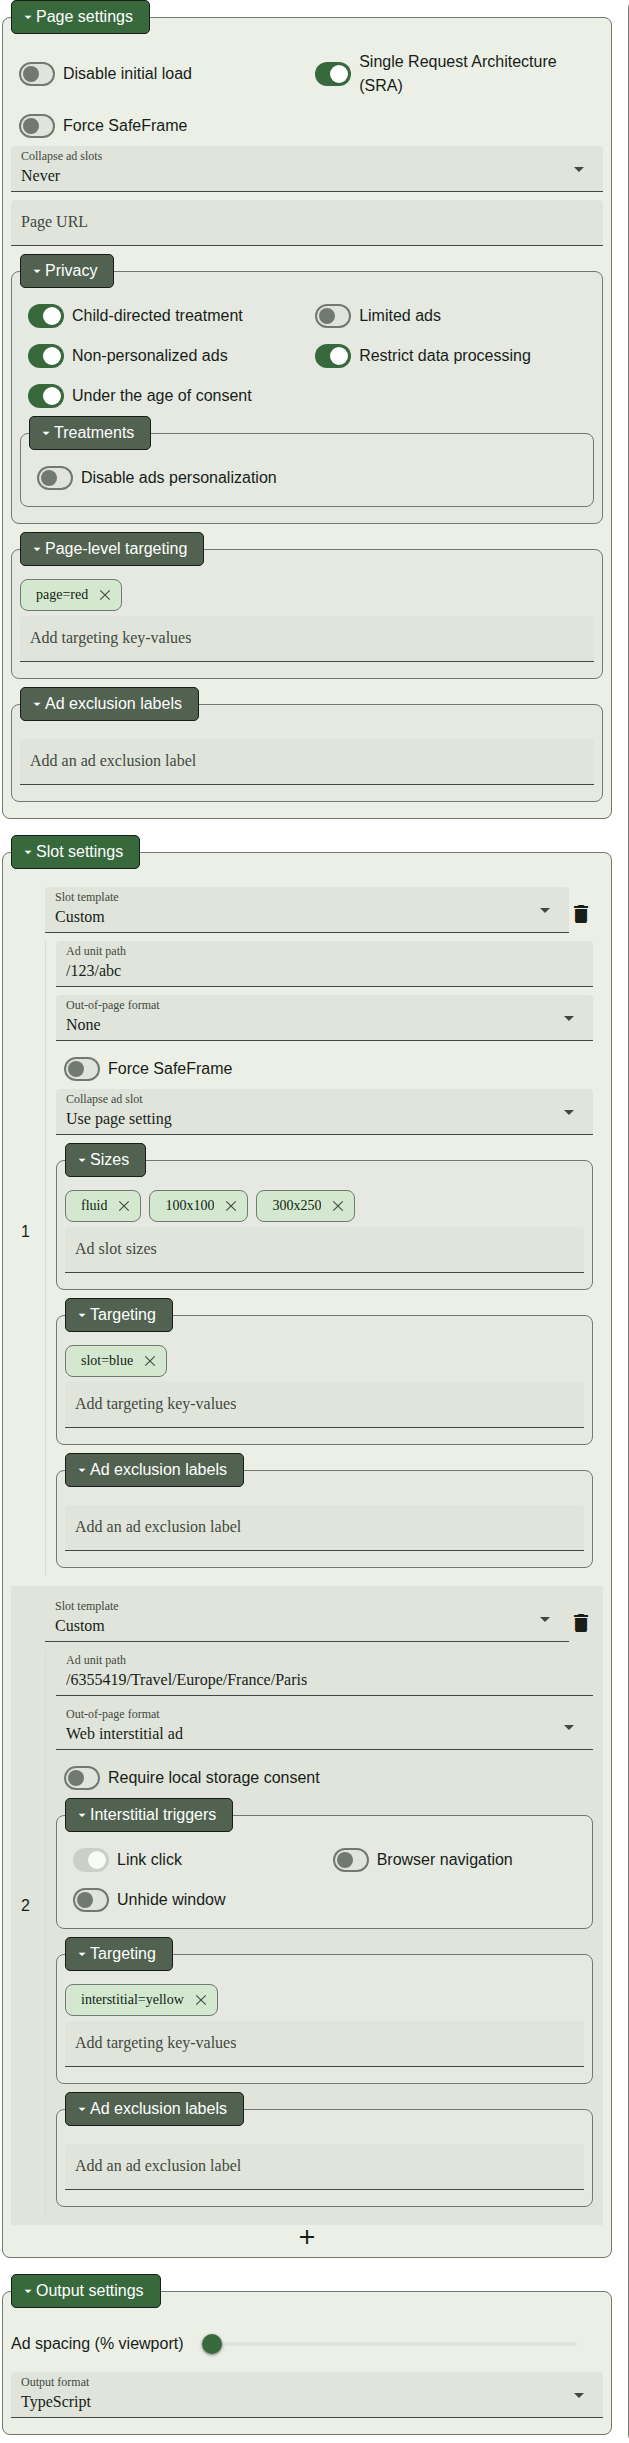 Page settings
Disable initial load
Single Request Architecture
(SRA)
Force SafeFrame
Collapse ad slots
Never
Page URL
Privacy
Child-directed treatment
Limited ads
Non-personalized ads
Restrict data processing
Under the age of consent
Treatments
Disable ads personalization
Page-level targeting
page=red
Add targeting key-values
Ad exclusion labels
Add an ad exclusion label
Slot settings
Slot template
Custom
Ad unit path
/123/abc
Out-of-page format
None
Force SafeFrame
Collapse ad slot
Use page setting
Sizes
fluid 100x100 300x250
1
Ad slot sizes
Targeting
slot=blue
Add targeting key-values
Ad exclusion labels
Add an ad exclusion label
Slot template
Custom
Ad unit path
/6355419/Travel/Europe/France/Paris
Out-of-page format
Web interstitial ad
Require local storage consent
Interstitial triggers
Link click
Browser navigation
Unhide window
2
Targeting
interstitial=yellow
Add targeting key-values
Ad exclusion labels
Add an ad exclusion label
+
Output settings
Ad spacing (% viewport)
Output format
TypeScript